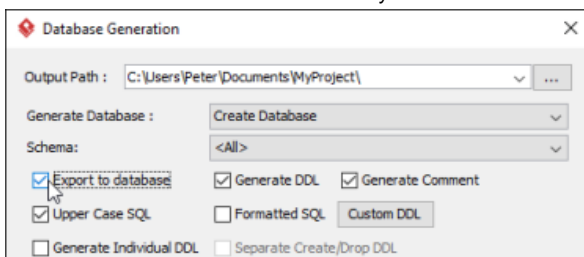 Database Generation
Output Path : C:\Users\Peter\Documents\MyProject\ ...
Generate Database : Create Database
Schema: <All>
Export to database Generate DDL Generate Comment
Upper Case SQL Formatted SQL Custom DDL
Generate Individual DDL Separate Create/Drop DDL